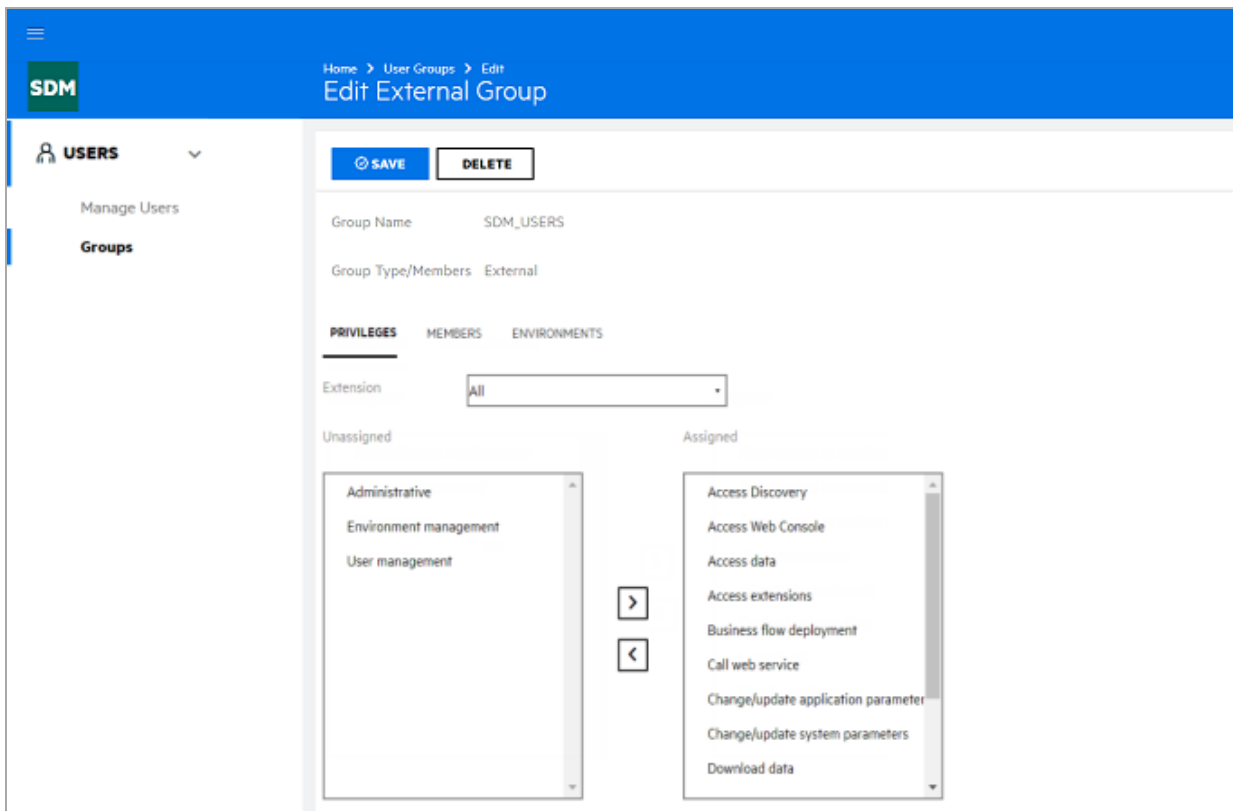 SDM
Home > User Groups > Edit
Edit External Group
USERS
Manage Users
Groups
SAVE
DELETE
Group Name SDM_USERS
Group Type/Members External
PRIVILEGES MEMBERS ENVIRONMENTS
Extension All
Unassigned
Administrative
Environment management
User management
Assigned
Access Discovery
Access Web Console
Access data
Access extensions
Business flow deployment
Call web service
Change/update application parameter
Change/update system parameters
Download data